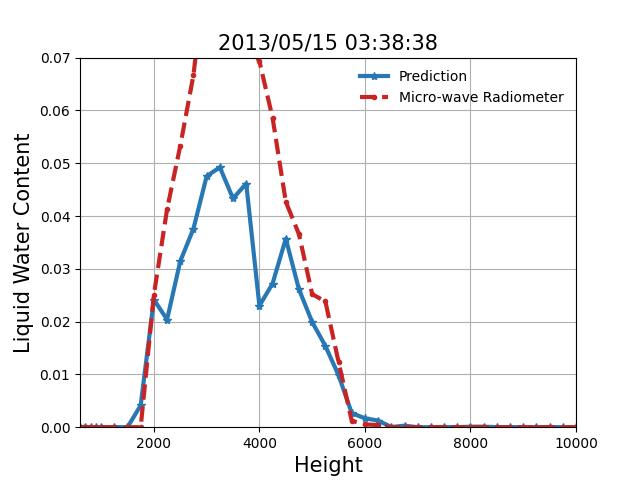 2013/05/15 03:38:38
0.07
0.06
0.05
0.04
0.03
0.02
0.01
0.00
Liquid Water Content
Prediction
Micro-wave Radiometer
2000 4000 6000 8000 10000
Height